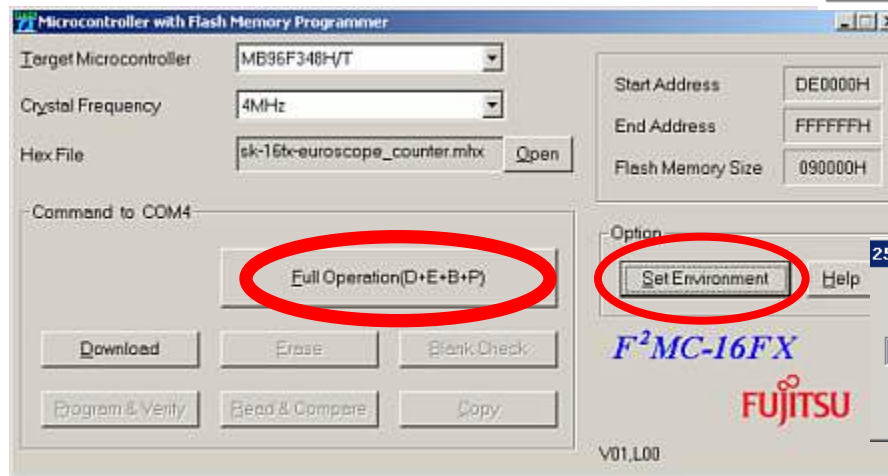 Microcontroller with Flash Memory Programmer
Target Microcontroller
MB96F348H/T
Crystal Frequency
4MHz
Hex File
sk-16fx-euroscope_counter.mhx
Open
Start Address
DE0000H
End Address
FFFFFFH
Flash Memory Size
090000H
Command to COM4
Full Operation(D+E+B+P)
Download
Erase
Blank Check
Program & Verify
Read & Compare
Copy
Option
Set Environment
Help
25
F²MC-16FX
FUJITSU
V01,L00